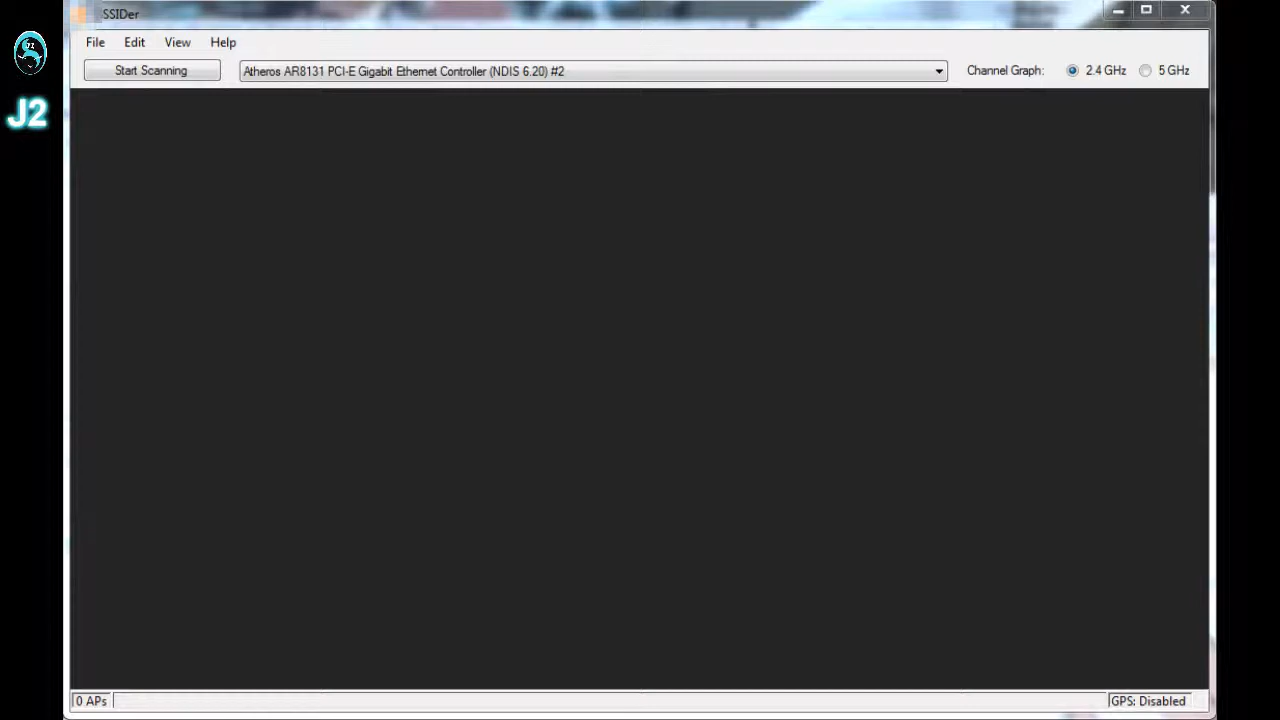 SSIDer
File Edit View Help
Start Scanning
Atheros AR8131 PCI-E Gigabit Ethernet Controller (NDIS 6.20) #2
Channel Graph: 2.4 GHz 5 GHz
J2
0 APs
GPS: Disabled